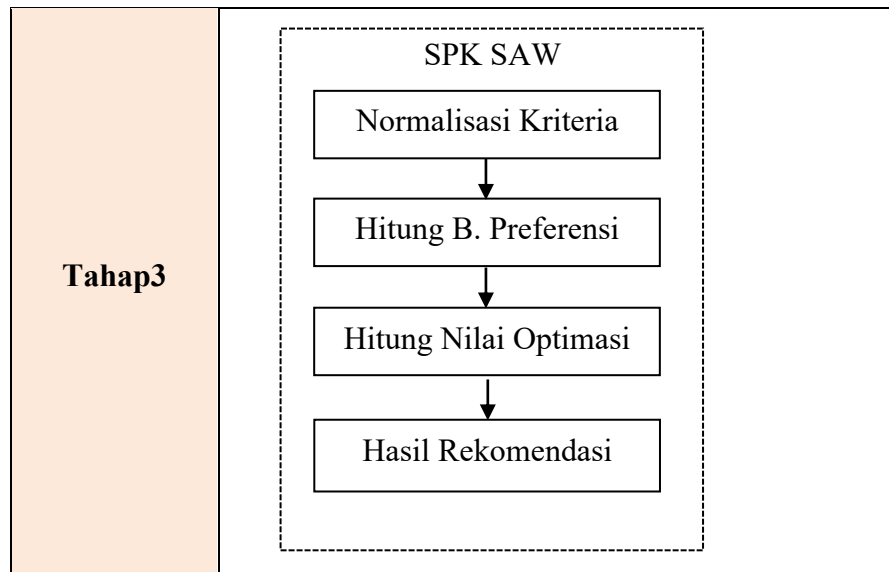 SPK SAW
Normalisasi Kriteria
Hitung B. Preferensi
Tahap3
Hitung Nilai Optimasi
Hasil Rekomendasi